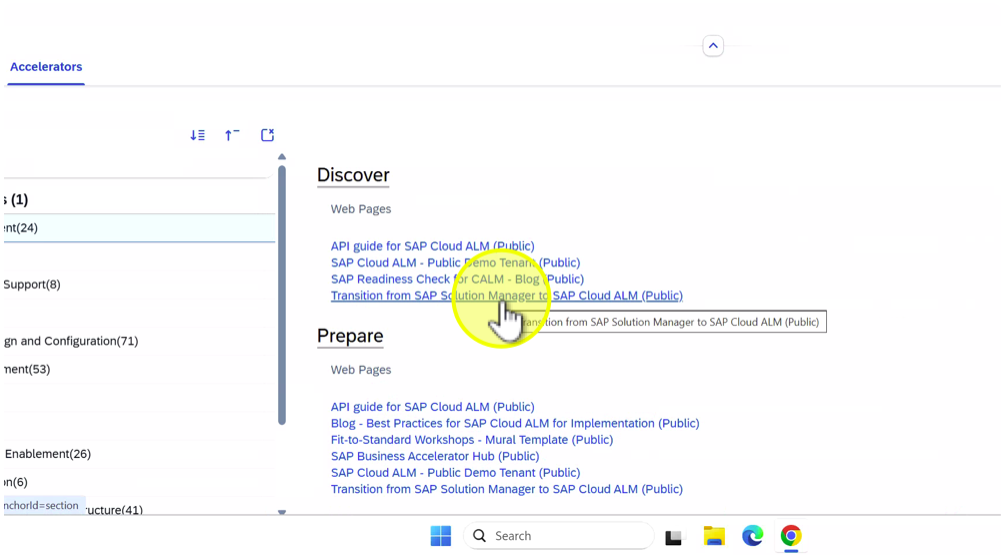 Accelerators
s (1)
ent(24)
Support(8)
gn and Configuration(71)
ment(53)
Enablement(26)
on(6)
nchorId=section
ucture(41)
Discover
Web Pages
API guide for SAP Cloud ALM (Public)
SAP Cloud ALM - Public Demo Tenant (Public)
SAP Readiness Check for CALM - Blog (Public)
Transition from SAP Solution Manager to SAP Cloud ALM (Public)
ransition from SAP Solution Manager to SAP Cloud ALM (Public)
Prepare
Web Pages
API guide for SAP Cloud ALM (Public)
Blog - Best Practices for SAP Cloud ALM for Implementation (Public)
Fit-to-Standard Workshops - Mural Template (Public)
SAP Business Accelerator Hub (Public)
SAP Cloud ALM - Public Demo Tenant (Public)
Transition from SAP Solution Manager to SAP Cloud ALM (Public)
Search